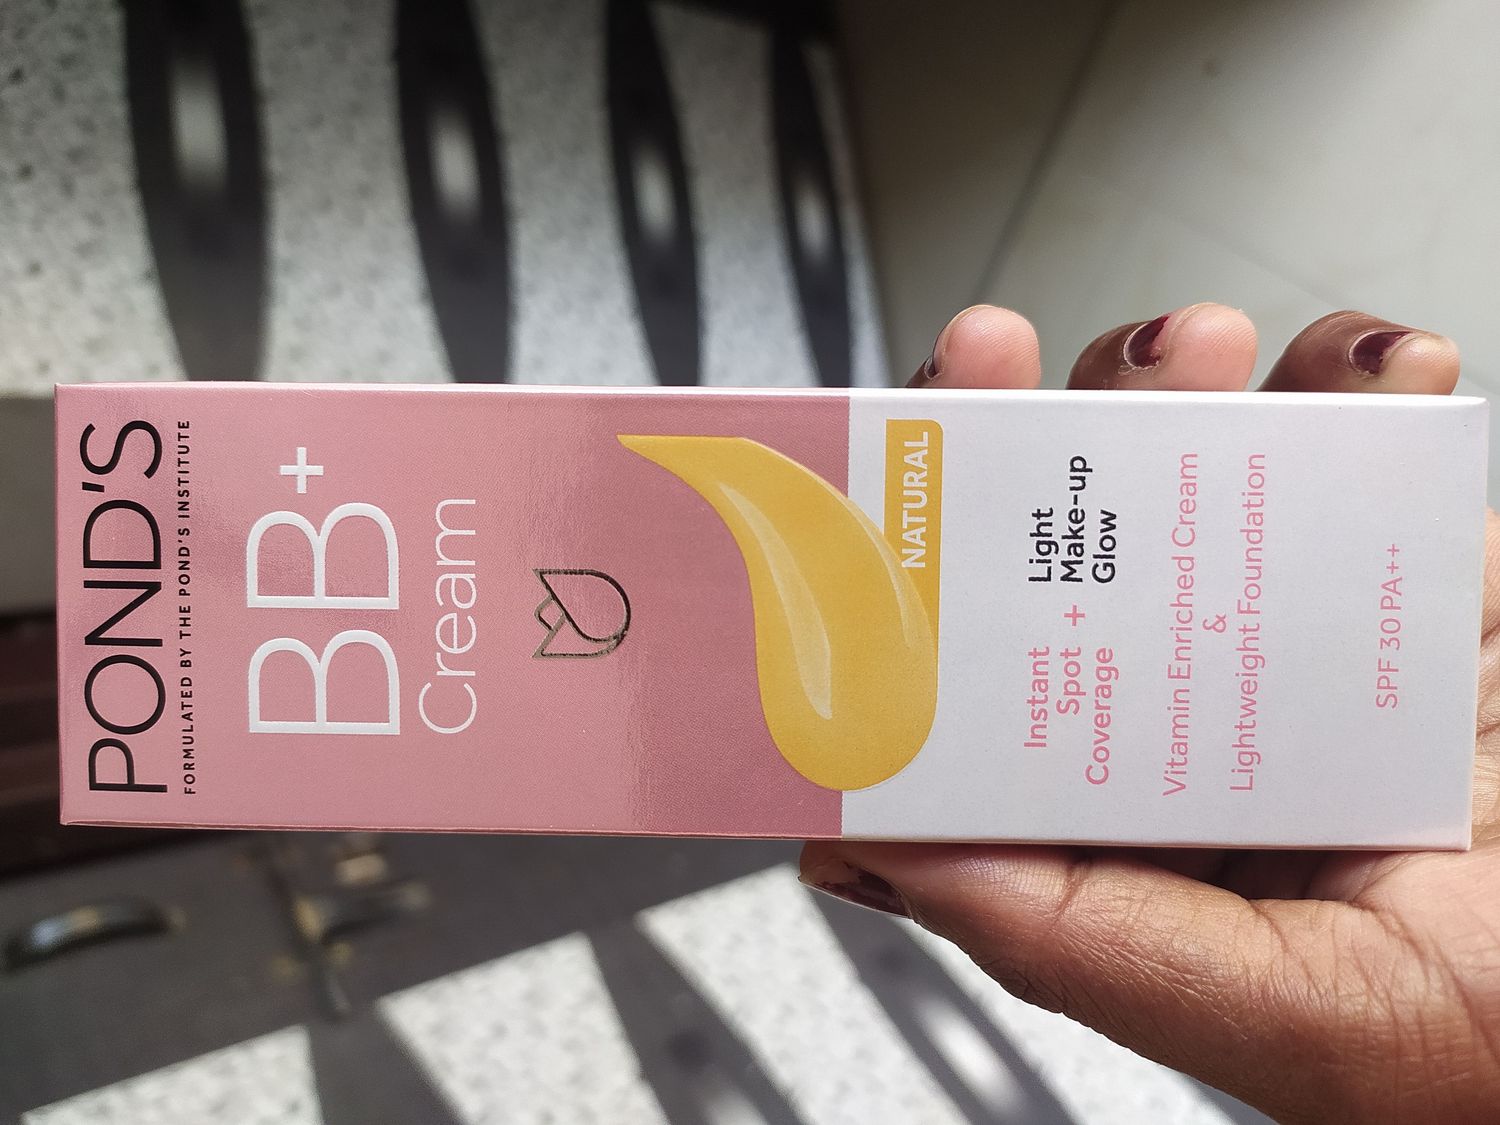 POND'S
FORMULATED BY THE POND'S INSTITUTE
BB+
Cream
NATURAL
Instant
Spot
Coverage
+
Light
Make-up
Glow
Vitamin Enriched Cream
&
Lightweight Foundation
SPF 30 PA++